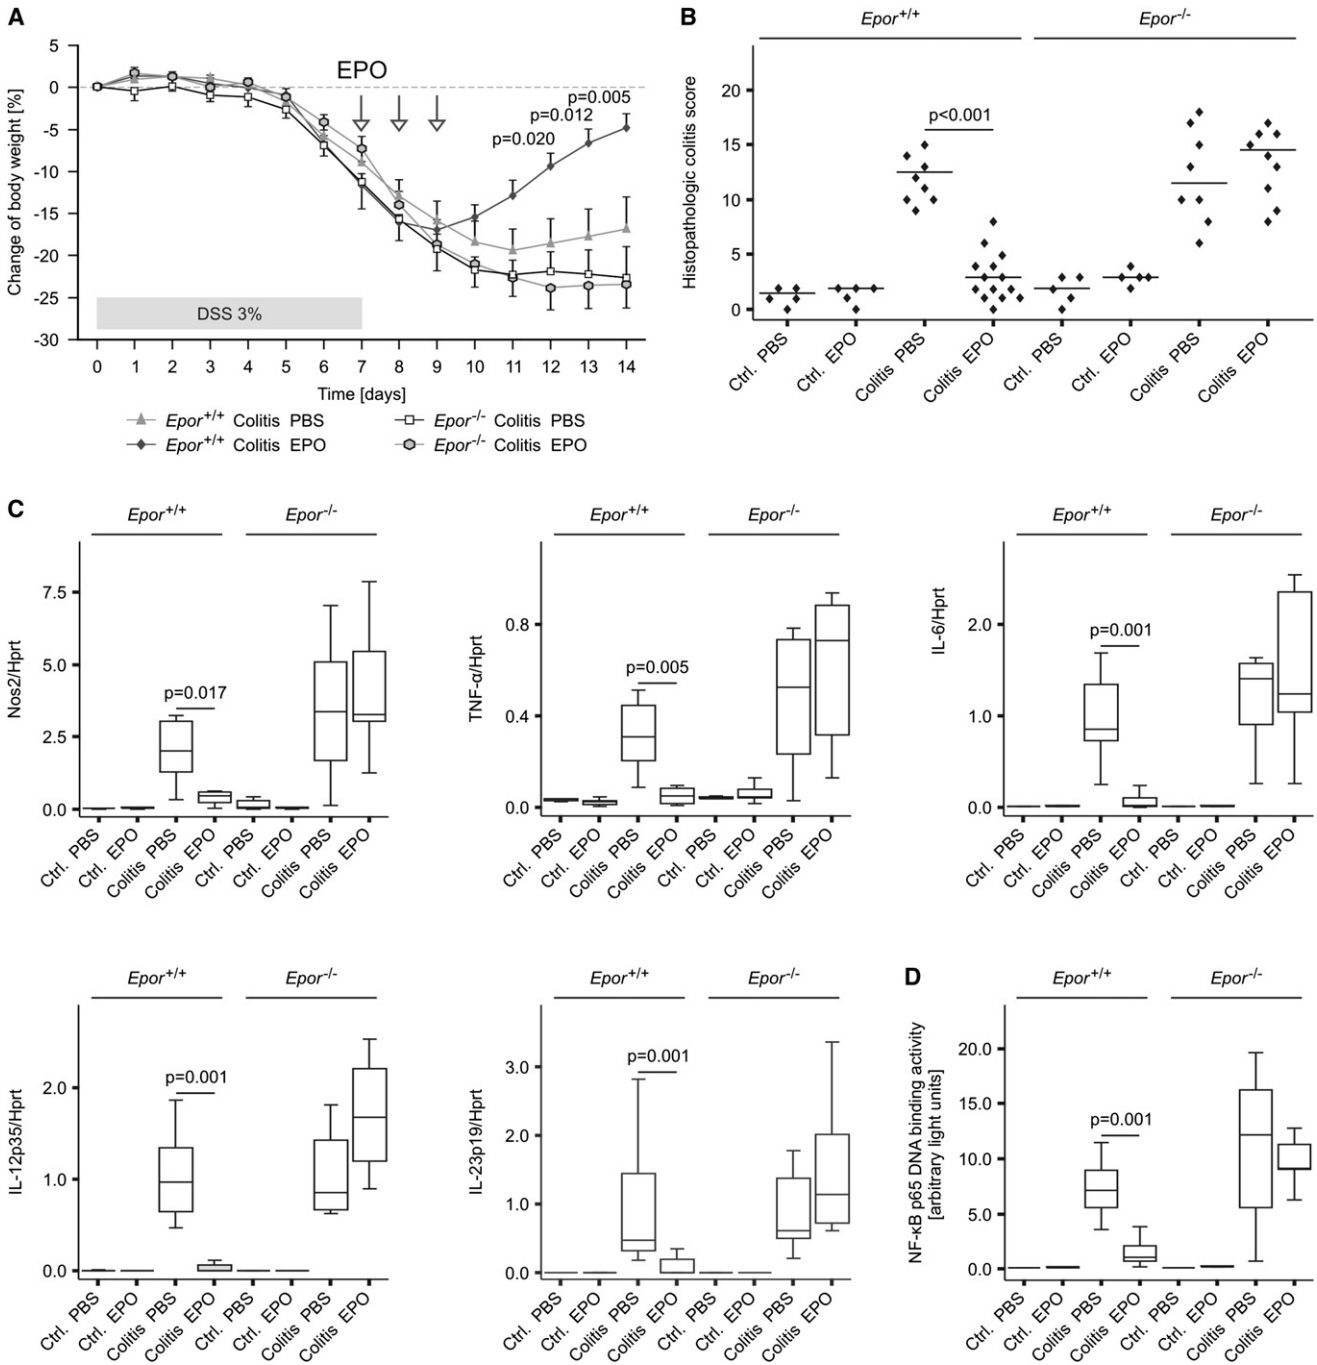 A
Change of body weight [%]
5
0
-5
-10
-15
-20
-25
-30
EPO
p=0.020
p=0.012
p=0.005
DSS 3%
0 1 2 3 4 5 6 7 8 9 10 11 12 13 14
Time [days]
Epor+/+ Colitis PBS
Epor-/- Colitis PBS
Epor+/+ Colitis EPO
Epor-/- Colitis EPO
B
Epor+/+
Epor-/-
Histopathologic colitis score
20
15
10
5
0
p<0.001
Ctrl. PBS
Ctrl. EPO
Colitis PBS
Colitis EPO
Ctrl. PBS
Ctrl. EPO
Colitis PBS
Colitis EPO
C
Epor+/+
Epor-/-
Nos2/Hprt
7.5
5.0
2.5
0.0
p=0.017
Ctrl. PBS
Ctrl. EPO
Colitis PBS
Colitis EPO
Ctrl. PBS
Ctrl. EPO
Colitis PBS
Colitis EPO
Epor+/+
Epor-/-
TNF-α/Hprt
0.8
0.4
0.0
p=0.005
Ctrl. PBS
Ctrl. EPO
Colitis PBS
Colitis EPO
Ctrl. PBS
Ctrl. EPO
Colitis PBS
Colitis EPO
Epor+/+
Epor-/-
IL-6/Hprt
2.0
1.0
0.0
p=0.001
Ctrl. PBS
Ctrl. EPO
Colitis PBS
Colitis EPO
Ctrl. PBS
Ctrl. EPO
Colitis PBS
Colitis EPO
Epor+/+
Epor-/-
IL-12p35/Hprt
2.0
1.0
0.0
p=0.001
Ctrl. PBS
Ctrl. EPO
Colitis PBS
Colitis EPO
Ctrl. PBS
Ctrl. EPO
Colitis PBS
Colitis EPO
Epor+/+
Epor-/-
IL-23p19/Hprt
3.0
2.0
1.0
0.0
p=0.001
Ctrl. PBS
Ctrl. EPO
Colitis PBS
Colitis EPO
Ctrl. PBS
Ctrl. EPO
Colitis PBS
Colitis EPO
D
Epor+/+
Epor-/-
NF-κB p65 DNA binding activity
[arbitrary light units]
20.0
15.0
10.0
5.0
0.0
p=0.001
Ctrl. PBS
Ctrl. EPO
Colitis PBS
Colitis EPO
Ctrl. PBS
Ctrl. EPO
Colitis PBS
Colitis EPO